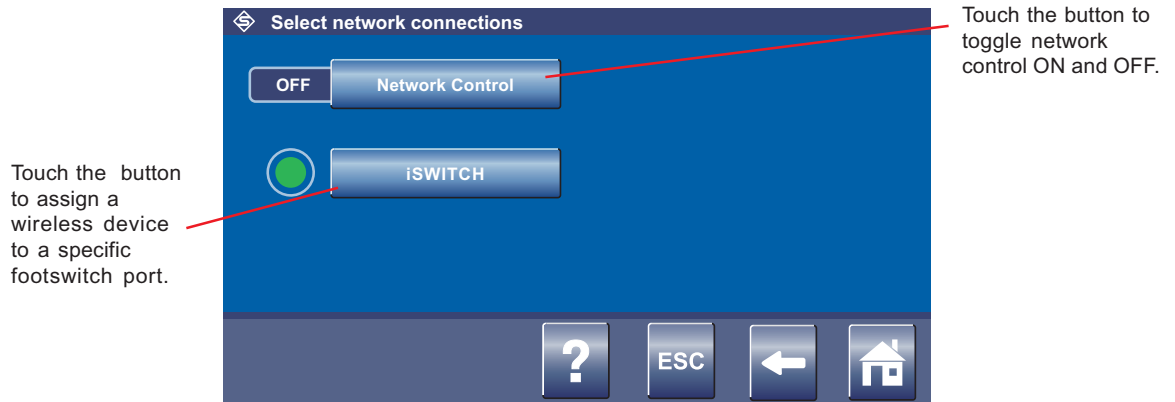 Select network connections
Touch the button to
toggle network
control ON and OFF.
OFF
Network Control
iSWITCH
Touch the button
to assign a
wireless device
to a specific
footswitch port.
?
ESC